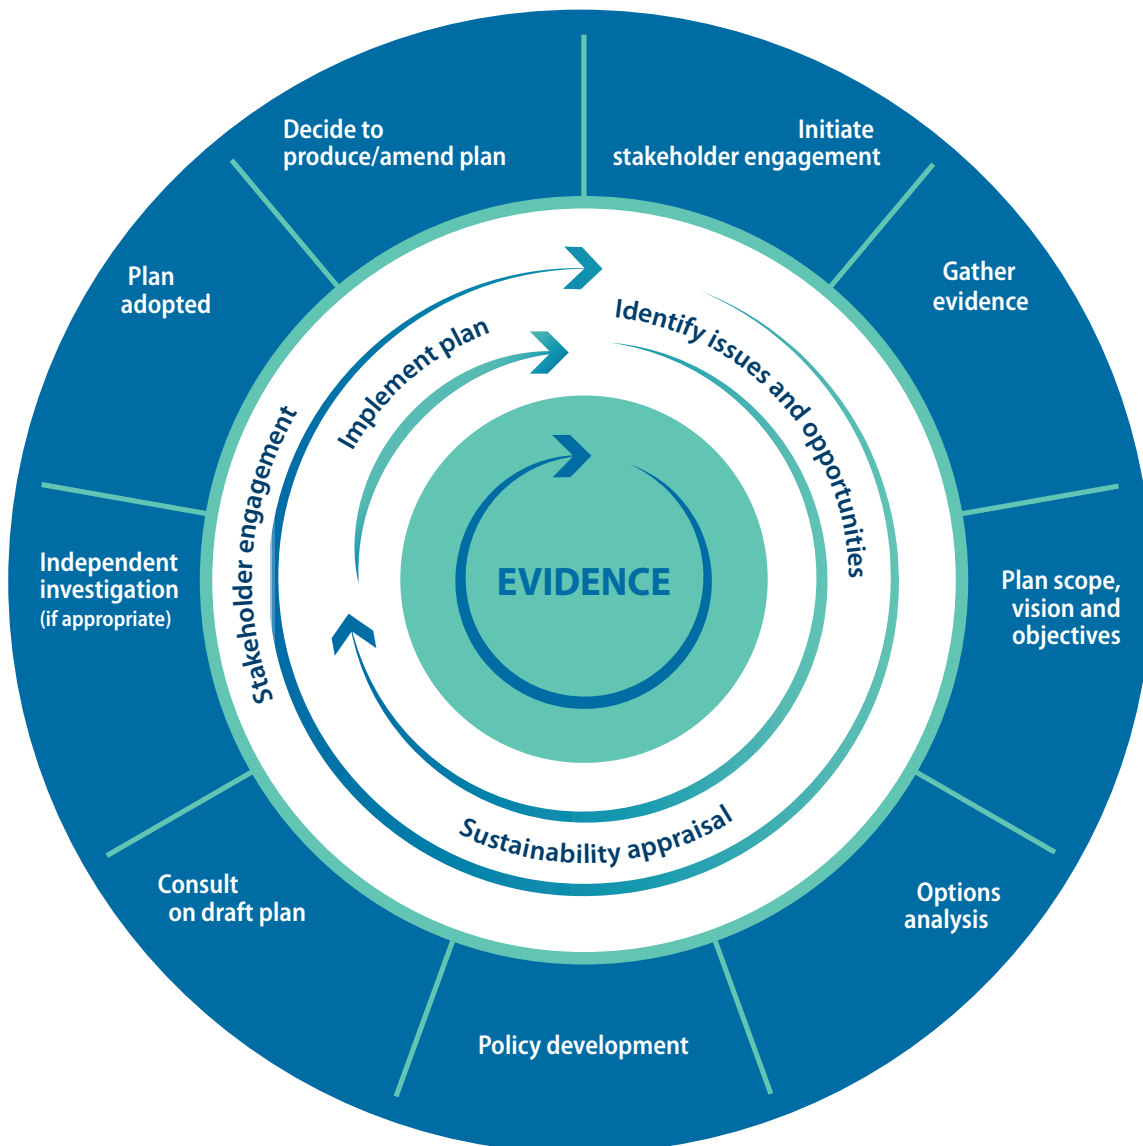 Decide to
produce/amend plan
Initiate
stakeholder engagement
Gather
evidence
Plan scope,
vision and
objectives
Options
analysis
Policy development
Consult
on draft plan
Independent
investigation
(if appropriate)
Plan
adopted
Stakeholder engagement
Implement plan
Identify issues and opportunities
Sustainability appraisal
EVIDENCE